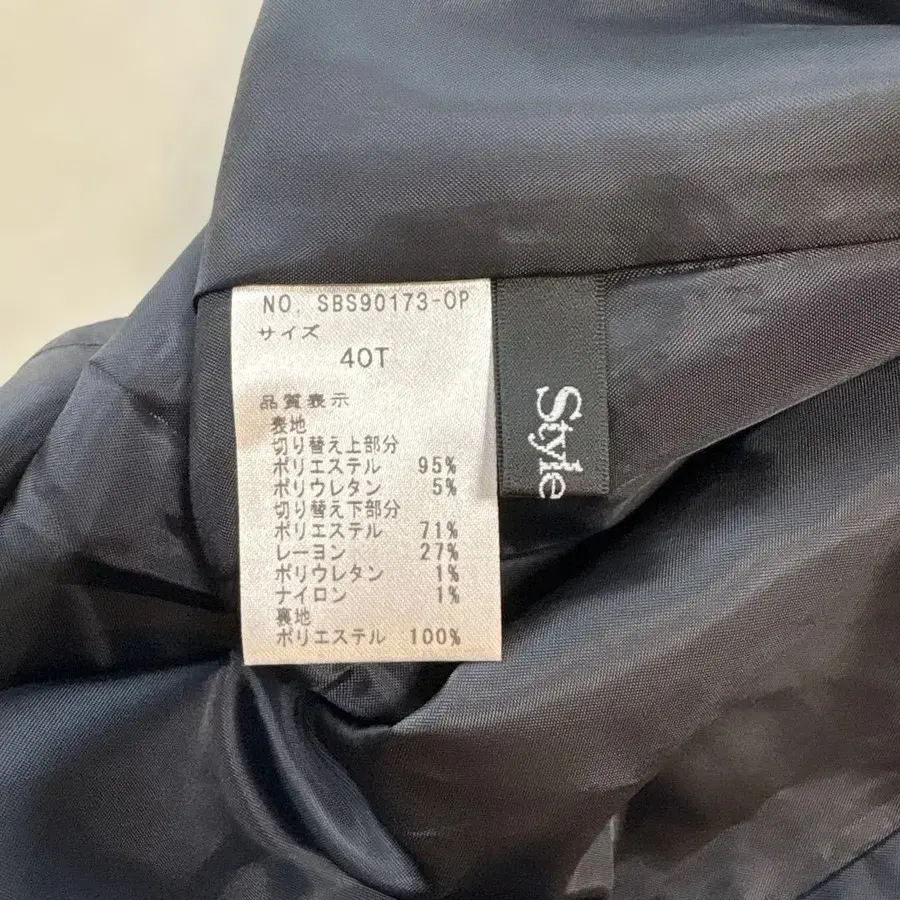 NO. SBS90173-OP
サイズ
40T
品質表示
表地
切り替え上部分
ポリエステル 95%
ポリウレタン 5%
切り替え下部分
ポリエステル 71%
レーヨン 27%
ポリウレタン 1%
ナイロン 1%
裏地
ポリエステル 100%
Style